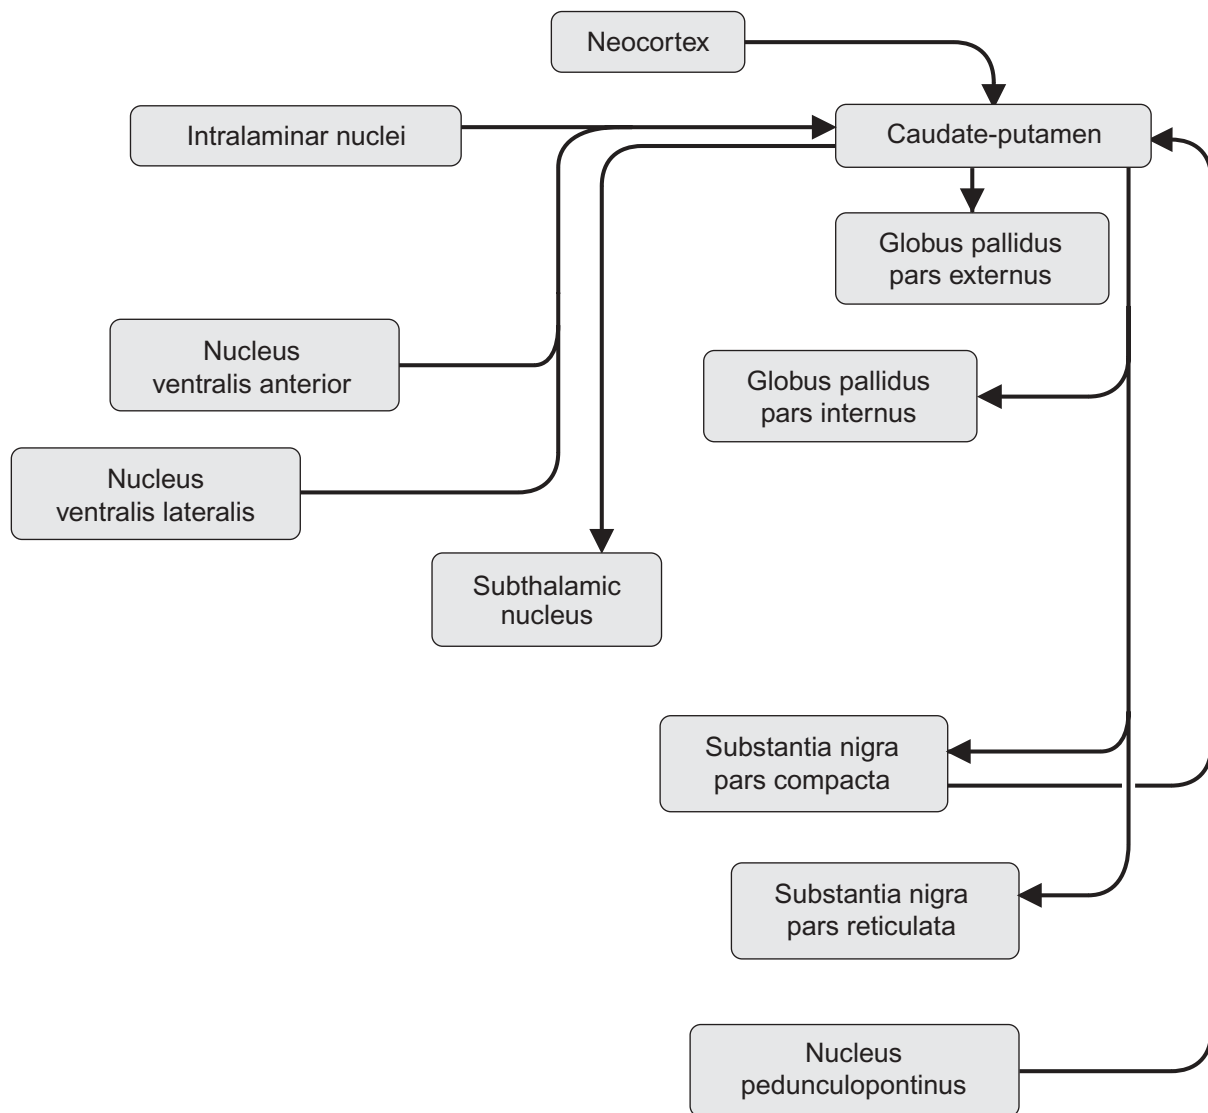 Neocortex
Intralaminar nuclei
Caudate-putamen
Globus pallidus
pars externus
Nucleus
ventralis anterior
Globus pallidus
pars internus
Nucleus
ventralis lateralis
Subthalamic
nucleus
Substantia nigra
pars compacta
Substantia nigra
pars reticulata
Nucleus
pedunculopontinus